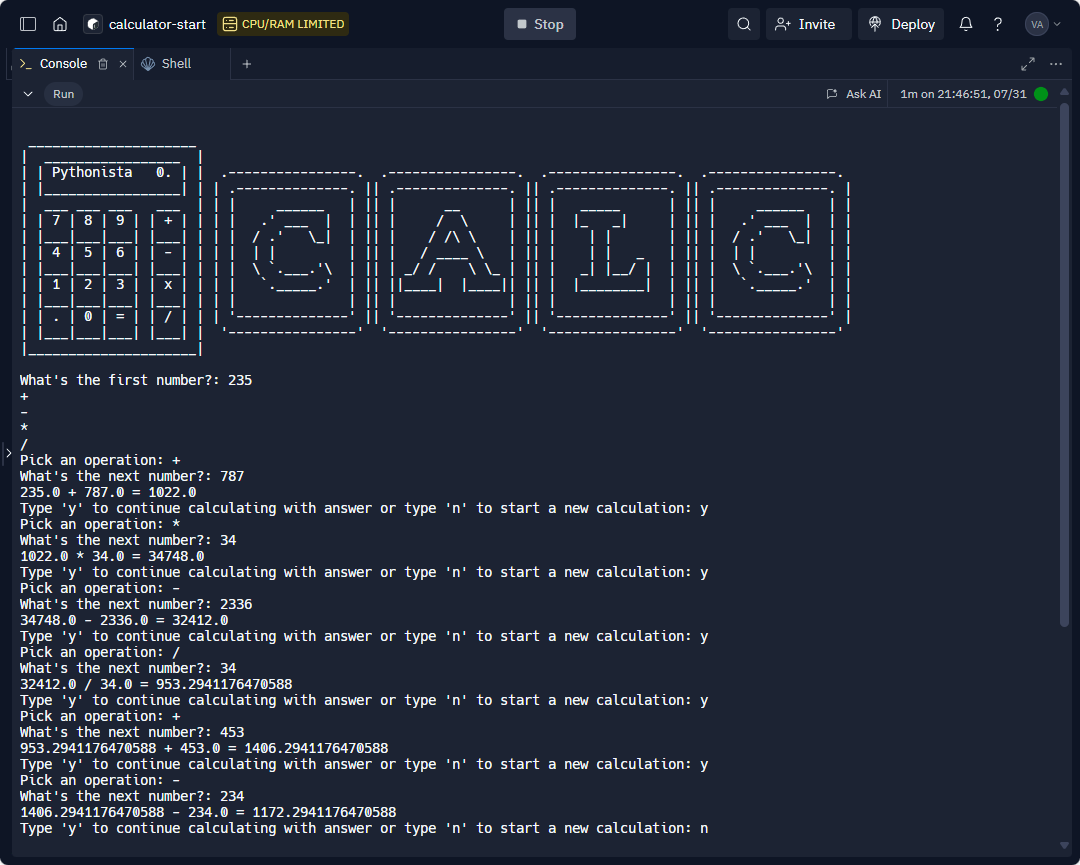 calculator-start CPU/RAM LIMITED Stop Invite Deploy VA
Console Shell
Run Ask AI 1m on 21:46:51, 07/31
Pythonista 0.
7 8 9 +
4 5 6 -
1 2 3 x
. 0 = /
CALC
What's the first number?: 235
+
-
*
/
Pick an operation: +
What's the next number?: 787
235.0 + 787.0 = 1022.0
Type 'y' to continue calculating with answer or type 'n' to start a new calculation: y
Pick an operation: *
What's the next number?: 34
1022.0 * 34.0 = 34748.0
Type 'y' to continue calculating with answer or type 'n' to start a new calculation: y
Pick an operation: -
What's the next number?: 2336
34748.0 - 2336.0 = 32412.0
Type 'y' to continue calculating with answer or type 'n' to start a new calculation: y
Pick an operation: /
What's the next number?: 34
32412.0 / 34.0 = 953.2941176470588
Type 'y' to continue calculating with answer or type 'n' to start a new calculation: y
Pick an operation: +
What's the next number?: 453
953.2941176470588 + 453.0 = 1406.2941176470588
Type 'y' to continue calculating with answer or type 'n' to start a new calculation: y
Pick an operation: -
What's the next number?: 234
1406.2941176470588 - 234.0 = 1172.2941176470588
Type 'y' to continue calculating with answer or type 'n' to start a new calculation: n